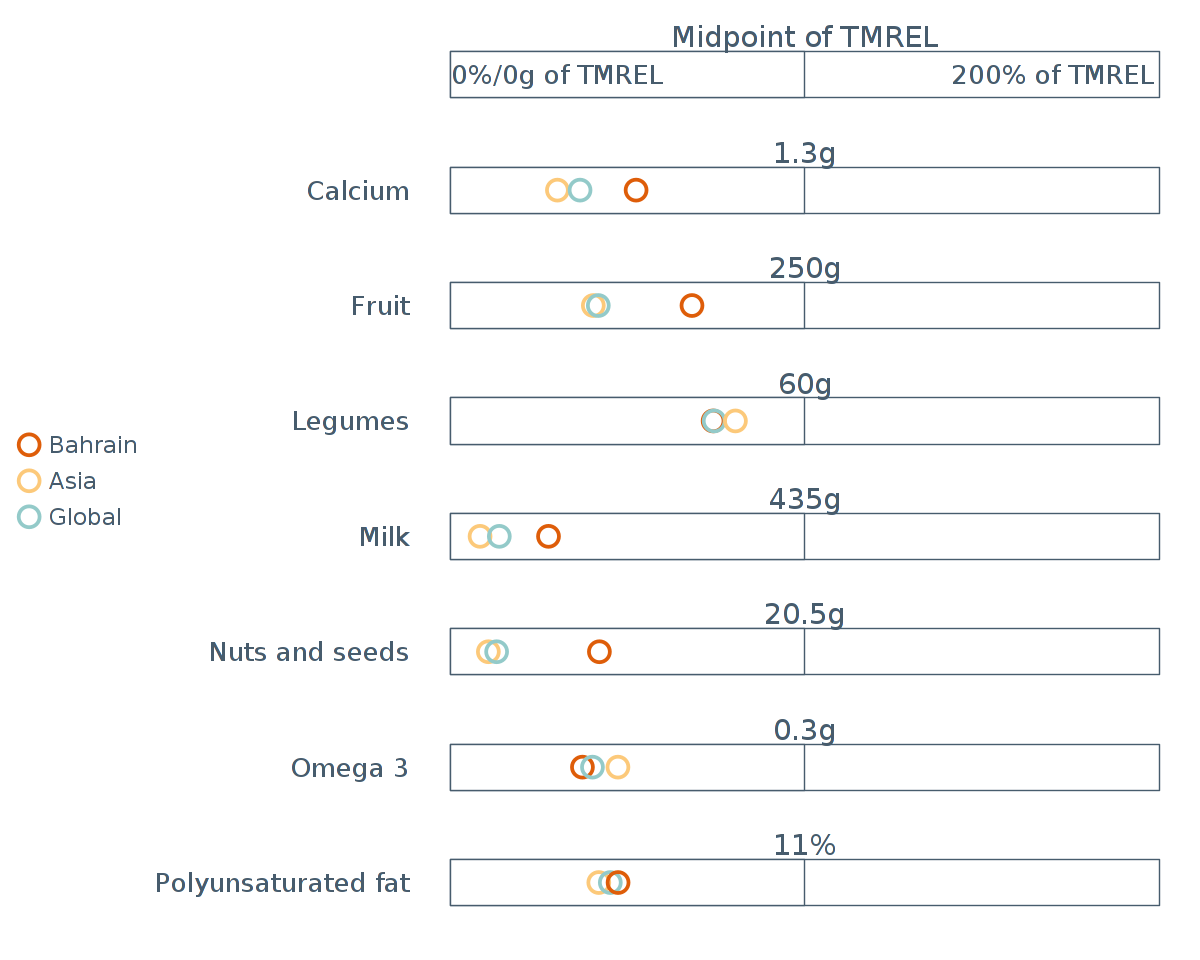 Midpoint of TMREL
0%/0g of TMREL
200% of TMREL
1.3g
Calcium
250g
Fruit
60g
Legumes
Bahrain
Asia
Global
435g
Milk
20.5g
Nuts and seeds
0.3g
Omega 3
11%
Polyunsaturated fat